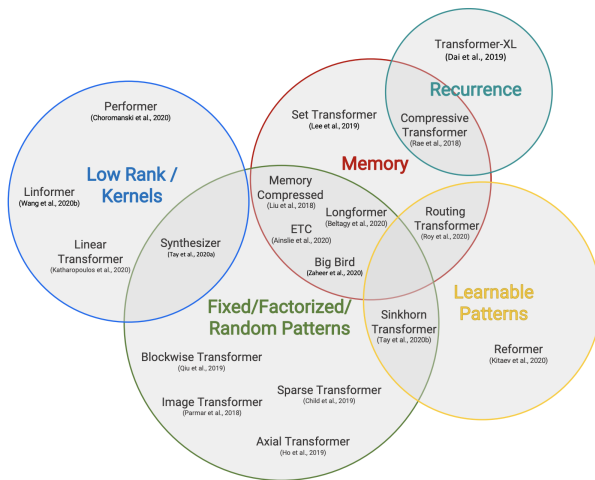 Transformer-XL
(Dai et al., 2019)
Recurrence
Compressive
Transformer
(Rae et al., 2018)
Set Transformer
(Lee et al., 2019)
Memory
Performer
(Choromanski et al., 2020)
Low Rank /
Kernels
Linformer
(Wang et al., 2020b)
Linear
Transformer
(Katharopoulos et al., 2020)
Synthesizer
(Tay et al., 2020a)
Memory
Compressed
(Liu et al., 2018)
Longformer
(Beltagy et al., 2020)
ETC
(Ainslie et al., 2020)
Big Bird
(Zaheer et al., 2020)
Routing
Transformer
(Roy et al., 2020)
Learnable
Patterns
Fixed/Factorized/
Random Patterns
Sinkhorn
Transformer
(Tay et al., 2020b)
Reformer
(Kitaev et al., 2020)
Blockwise Transformer
(Qiu et al., 2019)
Sparse Transformer
(Child et al., 2019)
Image Transformer
(Parmar et al., 2018)
Axial Transformer
(Ho et al., 2019)